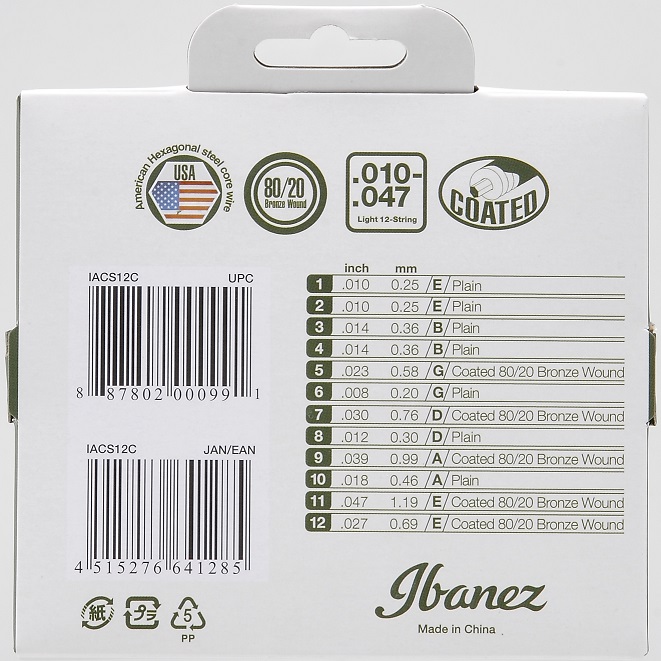 American Hexagonal steel core wire
USA
80/20
Bronze Wound
.010-
.047
Light 12-String
COATED
inch mm
1 .010 0.25 E Plain
2 .010 0.25 E Plain
3 .014 0.36 B Plain
4 .014 0.36 B Plain
5 .023 0.58 G Coated 80/20 Bronze Wound
6 .008 0.20 G Plain
7 .030 0.76 D Coated 80/20 Bronze Wound
8 .012 0.30 D Plain
9 .039 0.99 A Coated 80/20 Bronze Wound
10 .018 0.46 A Plain
11 .047 1.19 E Coated 80/20 Bronze Wound
12 .027 0.69 E Coated 80/20 Bronze Wound
IACS12C UPC
8 87802 00099 1
IACS12C JAN/EAN
4 515276 641285
紙
プラ
5
PP
Ibanez
Made in China